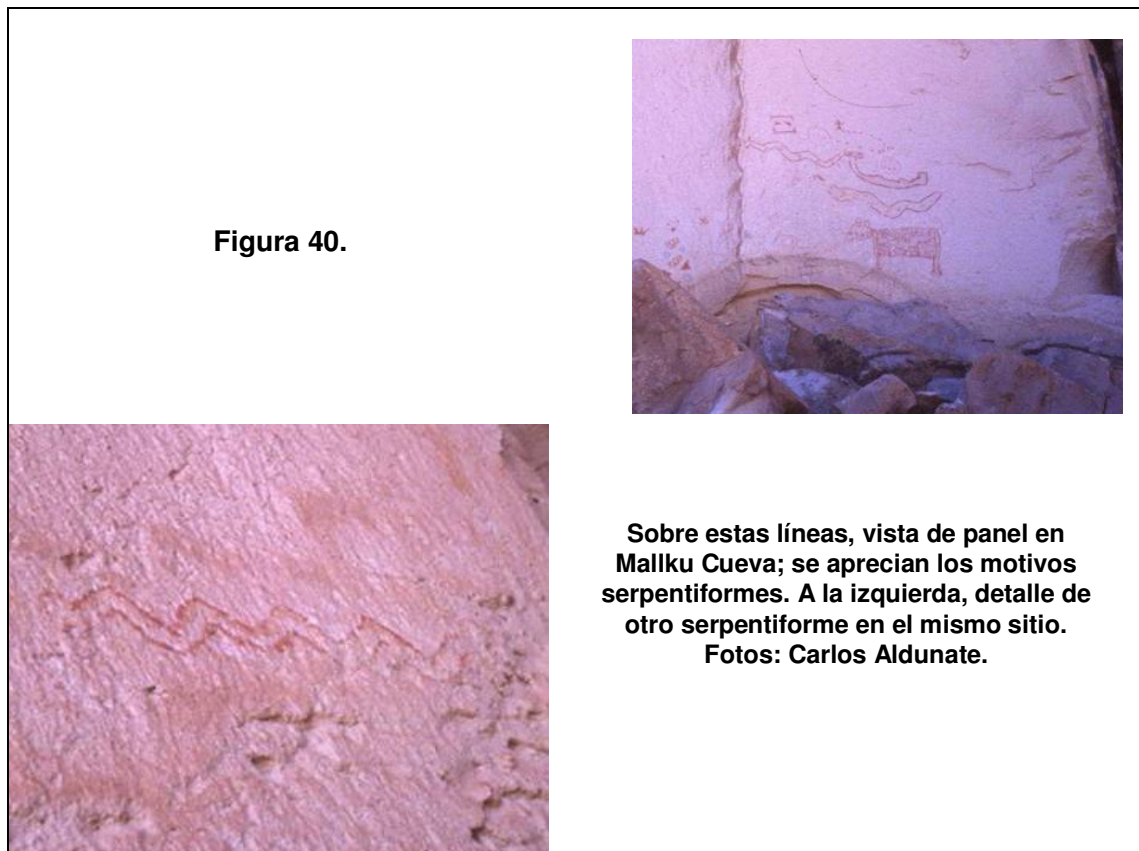 Figura 40.
Sobre estas líneas, vista de panel en
Mallku Cueva; se aprecian los motivos
serpentiformes. A la izquierda, detalle de
otro serpentiforme en el mismo sitio.
Fotos: Carlos Aldunate.